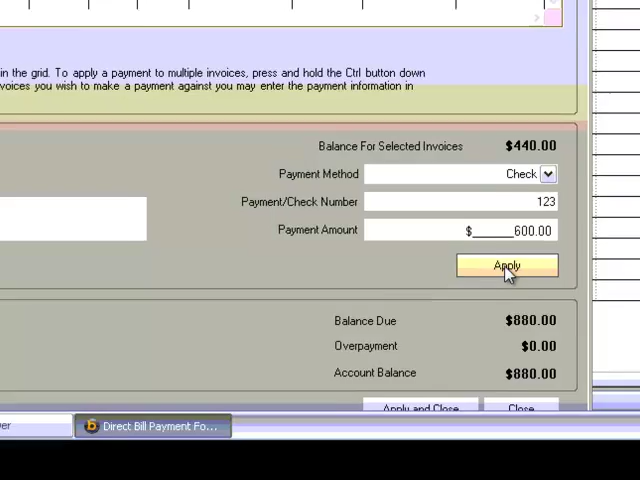 in the grid. To apply a payment to multiple invoices, press and hold the Ctrl button down
voices you wish to make a payment against you may enter the payment information in
Balance For Selected Invoices $440.00
Payment Method Check
Payment/Check Number 123
Payment Amount $______600.00
Apply
Balance Due $880.00
Overpayment $0.00
Account Balance $880.00
Apply and Close Close
Direct Bill Payment Fo...